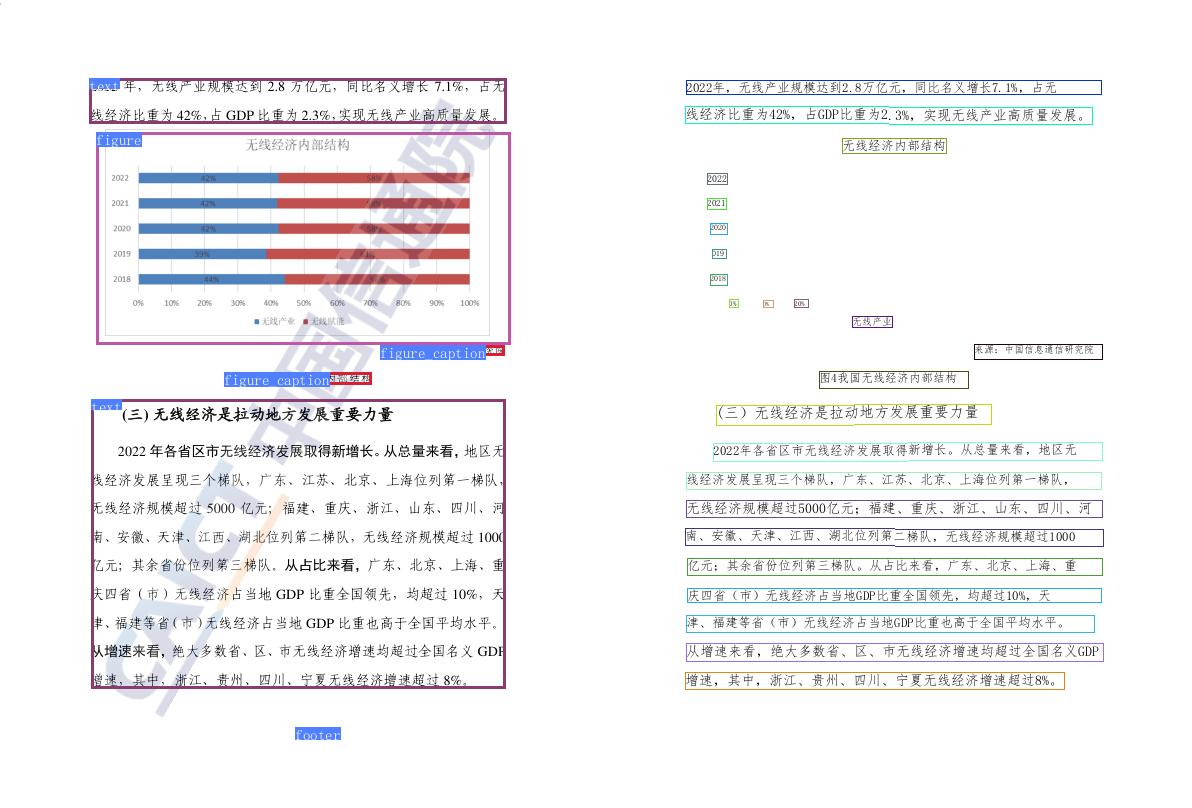 text 年，无线产业规模达到 2.8 万亿元，同比名义增长 7.1%，占无
线经济比重为 42%，占 GDP 比重为 2.3%，实现无线产业高质量发展。
figure
无线经济内部结构
2022 42% 58%
2021 42%
2020 42% 58%
2019 39%
2018 44%
0% 10% 20% 30% 40% 50% 60% 70% 80% 90% 100%
无线产业 无线赋能
figure_caption
figure_caption 内部结构
text
(三) 无线经济是拉动地方发展重要力量
2022 年各省区市无线经济发展取得新增长。从总量来看，地区无
线经济发展呈现三个梯队，广东、江苏、北京、上海位列第一梯队，
无线经济规模超过 5000 亿元；福建、重庆、浙江、山东、四川、河
南、安徽、天津、江西、湖北位列第二梯队，无线经济规模超过 1000
亿元；其余省份位列第三梯队。从占比来看，广东、北京、上海、重
庆四省（市）无线经济占当地 GDP 比重全国领先，均超过 10%，天
津、福建等省（市）无线经济占当地 GDP 比重也高于全国平均水平。
从增速来看，绝大多数省、区、市无线经济增速均超过全国名义 GDP
增速，其中，浙江、贵州、四川、宁夏无线经济增速超过 8%。
footer
CAICT 中国信通院
2022年，无线产业规模达到2.8万亿元，同比名义增长7.1%，占无
线经济比重为42%，占GDP比重为2.3%，实现无线产业高质量发展。
无线经济内部结构
2022
2021
2020
019
2018
0% 20%
无线产业
来源：中国信息通信研究院
图4我国无线经济内部结构
(三）无线经济是拉动地方发展重要力量
2022年各省区市无线经济发展取得新增长。从总量来看，地区无
线经济发展呈现三个梯队，广东、江苏、北京、上海位列第一梯队，
无线经济规模超过5000亿元；福建、重庆、浙江、山东、四川、河
南、安徽、天津、江西、湖北位列第二梯队，无线经济规模超过1000
亿元；其余省份位列第三梯队。从占比来看，广东、北京、上海、重
庆四省（市）无线经济占当地GDP比重全国领先，均超过10%，天
津、福建等省（市）无线经济占当地GDP比重也高于全国平均水平。
从增速来看，绝大多数省、区、市无线经济增速均超过全国名义GDP
增速，其中，浙江、贵州、四川、宁夏无线经济增速超过8%。